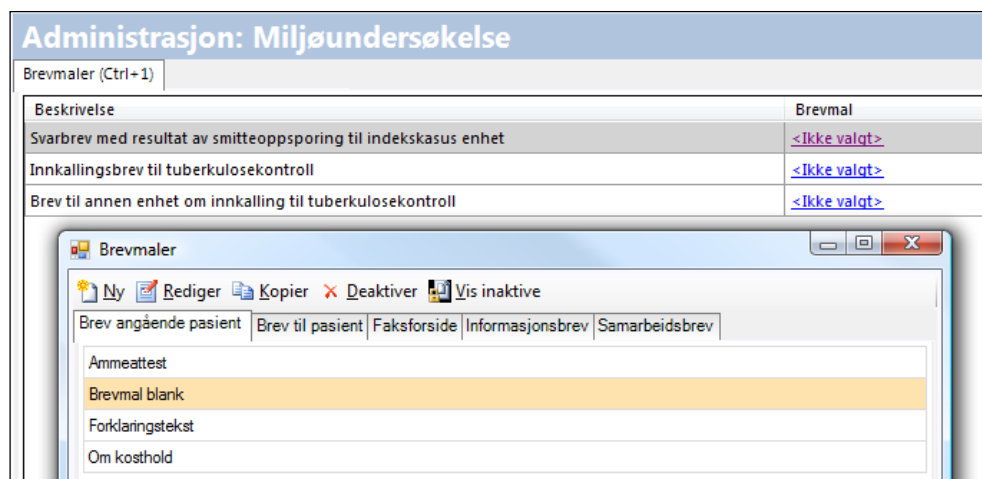 Administrasjon: Miljøundersøkelse
Brevmaler (Ctrl+1)
Beskrivelse Brevmal
Svarbrev med resultat av smitteoppsporing til indekskasus enhet <Ikke valgt>
Innkallingsbrev til tuberkulosekontroll <Ikke valgt>
Brev til annen enhet om innkalling til tuberkulosekontroll <Ikke valgt>
Brevmaler
Ny Rediger Kopier Deaktiver Vis inaktive
Brev angående pasient Brev til pasient Faksforside Informasjonsbrev Samarbeidsbrev
Ammeattest
Brevmal blank
Forklaringstekst
Om kosthold